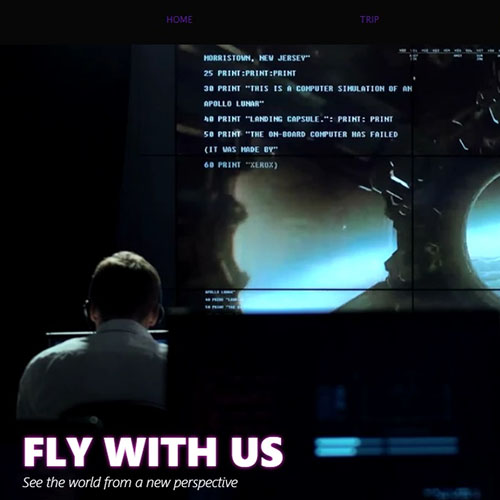 HOME
TRIP
MORRISTOWN, NEW JERSEY"
25 PRINT:PRINT:PRINT
30 PRINT "THIS IS A COMPUTER SIMULATION OF AN
APOLLO LUNAR"
40 PRINT "LANDING CAPSULE.": PRINT: PRINT
50 PRINT "THE ON-BOARD COMPUTER HAS FAILED
(IT WAS MADE BY"
60 PRINT "XEROX)
APOLLO LUNAR"
FLY WITH US
See the world from a new perspective